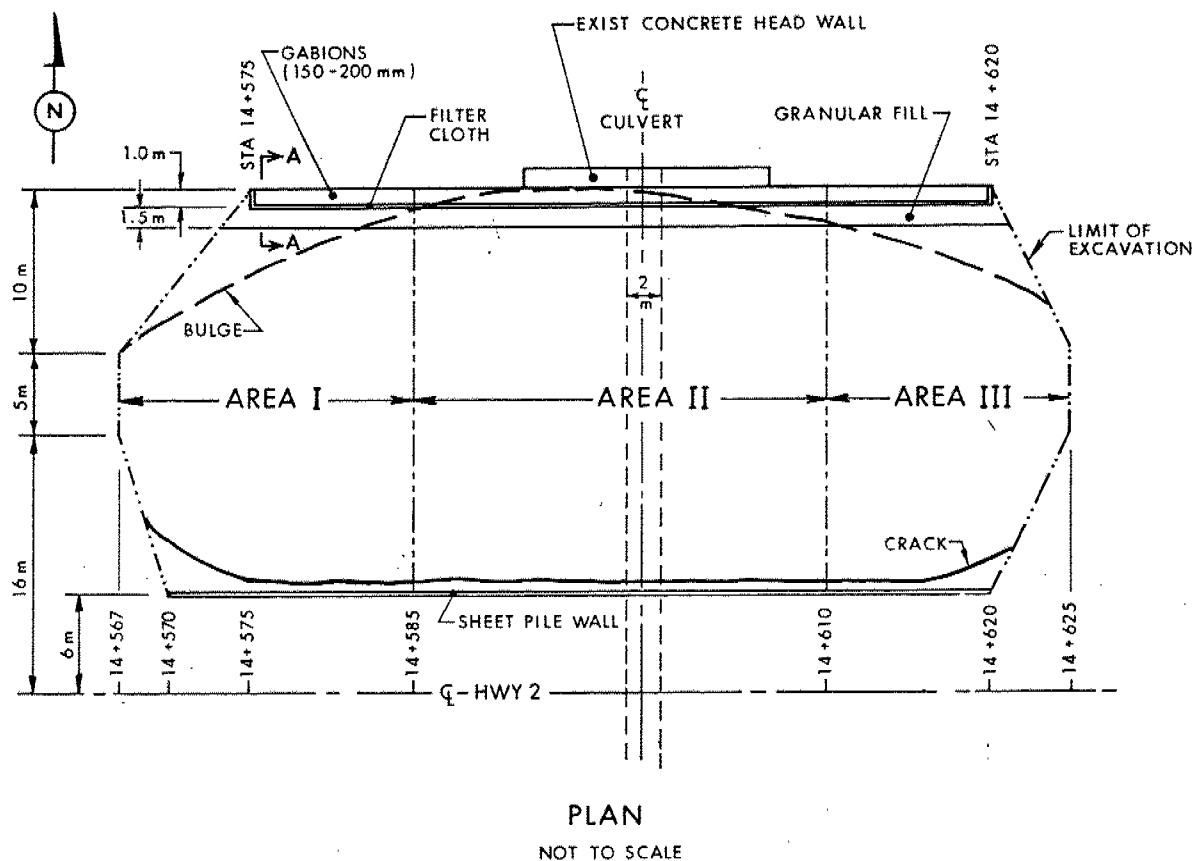 EXIST CONCRETE HEAD WALL
GABIONS
(150-200 mm)
STA 14+575
N
FILTER
CLOTH
℄
CULVERT
GRANULAR FILL
STA 14+620
1.0 m
A
1.5 m
A
LIMIT OF
EXCAVATION
10 m
2
m
BULGE
5 m
AREA I
AREA II
AREA III
CRACK
16 m
6 m
SHEET PILE WALL
14+567
14+570
14+575
14+585
14+610
14+620
14+625
℄ - HWY 2
PLAN
NOT TO SCALE